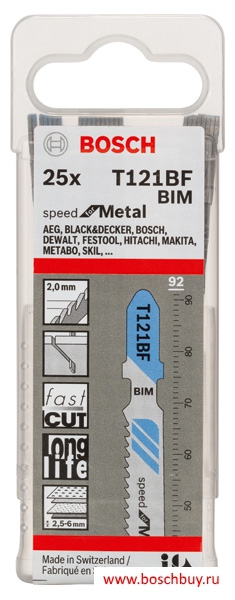 BOSCH
25x T121BF
BIM
speed for Metal
AEG, BLACK&DECKER, BOSCH,
DEWALT, FESTOOL, HITACHI, MAKITA,
METABO, SKIL, ...
2,0 mm
92
90
T121BF
80
BIM
fast
CUT
70
long
life
60
speed for M
2,5-6 mm
50
Made in Switzerland /
Fabriqué en S
www.boschbuy.ru